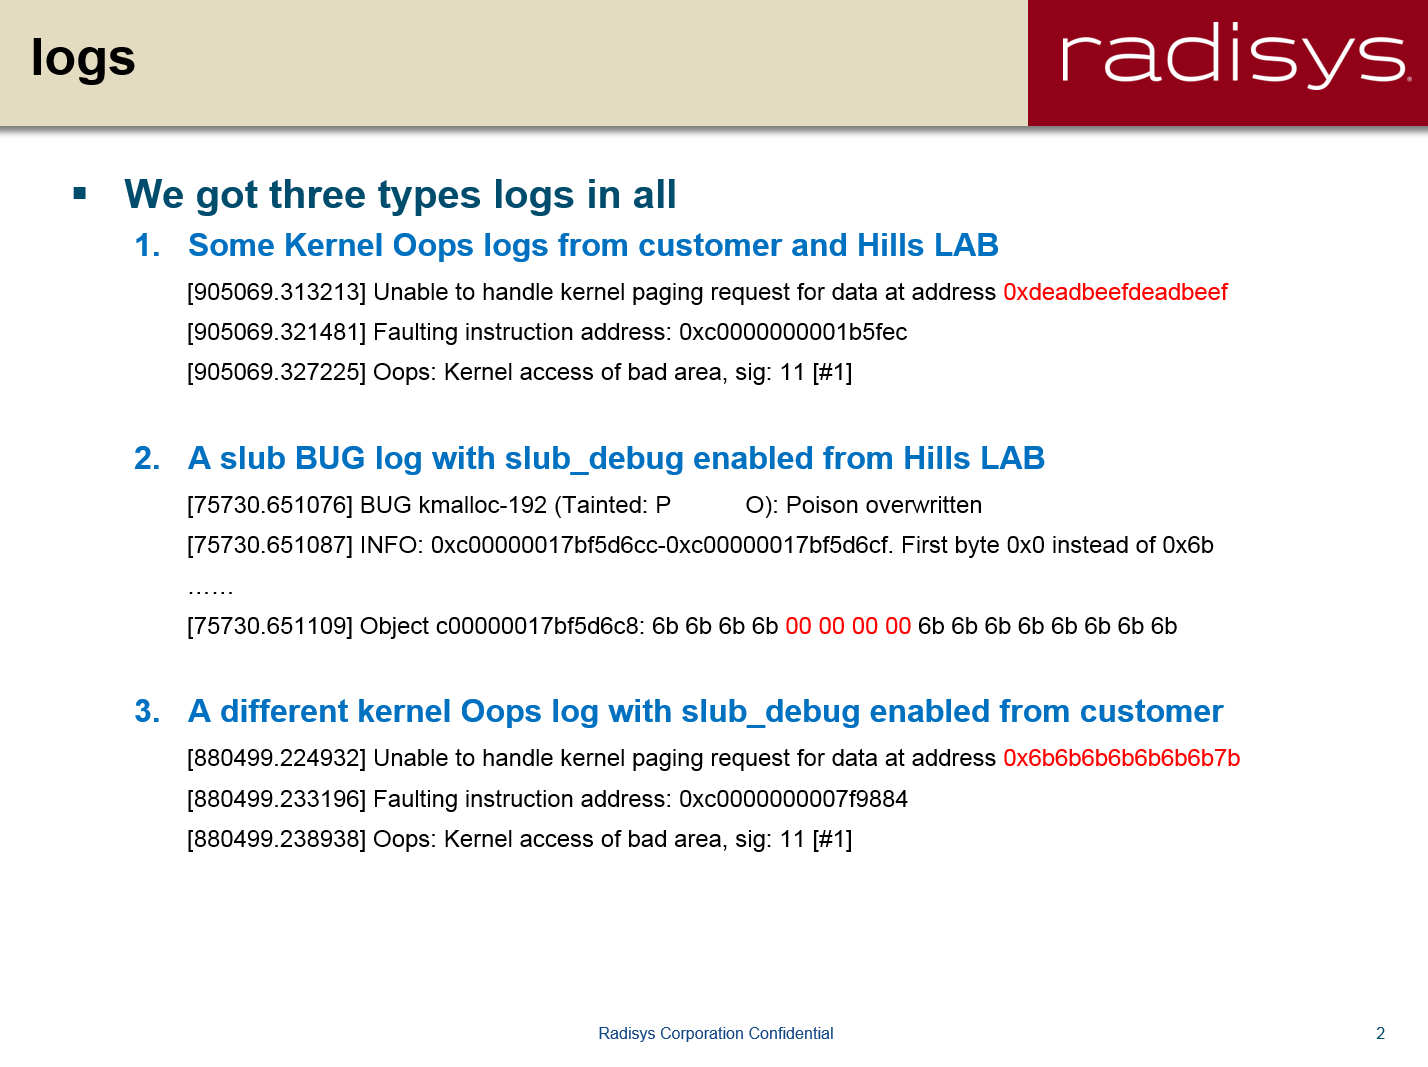 logs
radisys.
▪ We got three types logs in all
1. Some Kernel Oops logs from customer and Hills LAB
[905069.313213] Unable to handle kernel paging request for data at address 0xdeadbeefdeadbeef
[905069.321481] Faulting instruction address: 0xc0000000001b5fec
[905069.327225] Oops: Kernel access of bad area, sig: 11 [#1]
2. A slub BUG log with slub_debug enabled from Hills LAB
[75730.651076] BUG kmalloc-192 (Tainted: P           O): Poison overwritten
[75730.651087] INFO: 0xc00000017bf5d6cc-0xc00000017bf5d6cf. First byte 0x0 instead of 0x6b
……
[75730.651109] Object c00000017bf5d6c8: 6b 6b 6b 6b 00 00 00 00 6b 6b 6b 6b 6b 6b 6b 6b
3. A different kernel Oops log with slub_debug enabled from customer
[880499.224932] Unable to handle kernel paging request for data at address 0x6b6b6b6b6b6b6b7b
[880499.233196] Faulting instruction address: 0xc0000000007f9884
[880499.238938] Oops: Kernel access of bad area, sig: 11 [#1]
Radisys Corporation Confidential
2